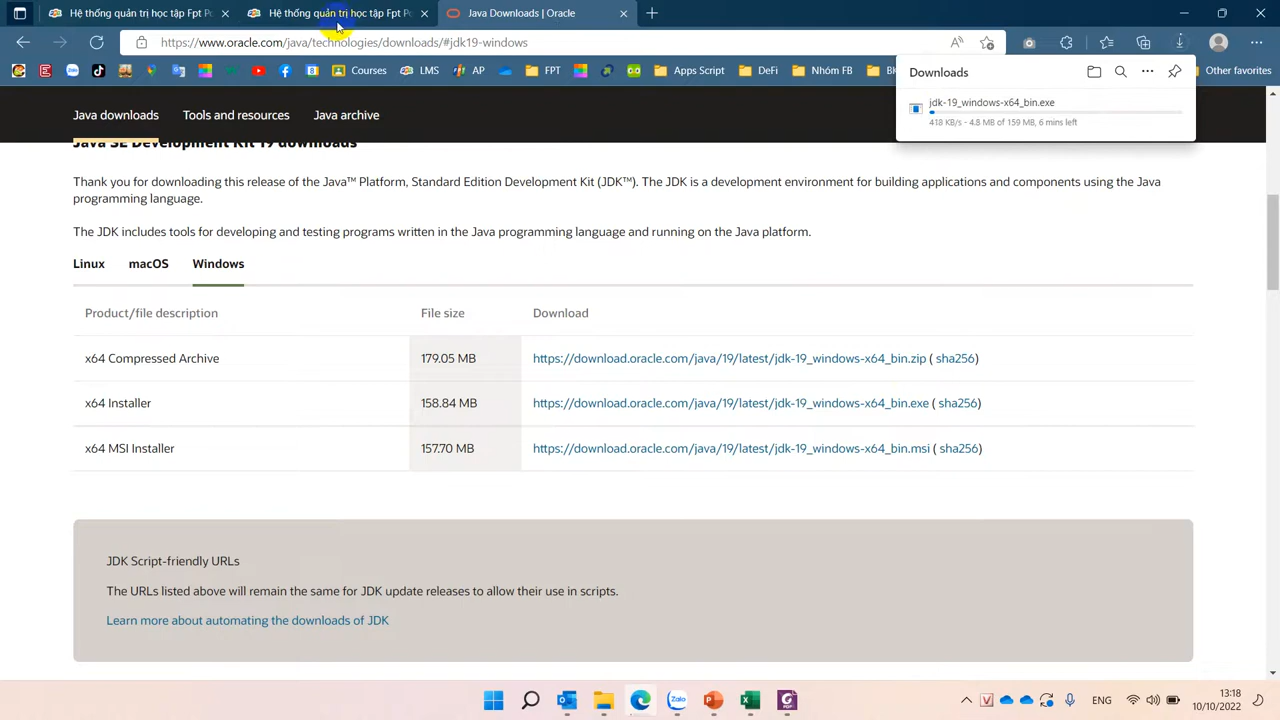 Hệ thống quản trị học tập Fpt Po
Hệ thống quản trị học tập Fpt Po
Java Downloads | Oracle
https://www.oracle.com/java/technologies/downloads/#jdk19-windows
Courses
LMS
AP
FPT
Apps Script
DeFi
Nhóm FB
Other favorites
Downloads
jdk-19_windows-x64_bin.exe
418 KB/s - 4.8 MB of 159 MB, 6 mins left
Java downloads
Tools and resources
Java archive
Java SE Development Kit 19 downloads
Thank you for downloading this release of the Java™ Platform, Standard Edition Development Kit (JDK™). The JDK is a development environment for building applications and components using the Java
programming language.
The JDK includes tools for developing and testing programs written in the Java programming language and running on the Java platform.
Linux
macOS
Windows
Product/file description
File size
Download
x64 Compressed Archive
179.05 MB
https://download.oracle.com/java/19/latest/jdk-19_windows-x64_bin.zip ( sha256)
x64 Installer
158.84 MB
https://download.oracle.com/java/19/latest/jdk-19_windows-x64_bin.exe ( sha256)
x64 MSI Installer
157.70 MB
https://download.oracle.com/java/19/latest/jdk-19_windows-x64_bin.msi ( sha256)
JDK Script-friendly URLs
The URLs listed above will remain the same for JDK update releases to allow their use in scripts.
Learn more about automating the downloads of JDK
Zalo
ENG
13:18
10/10/2022